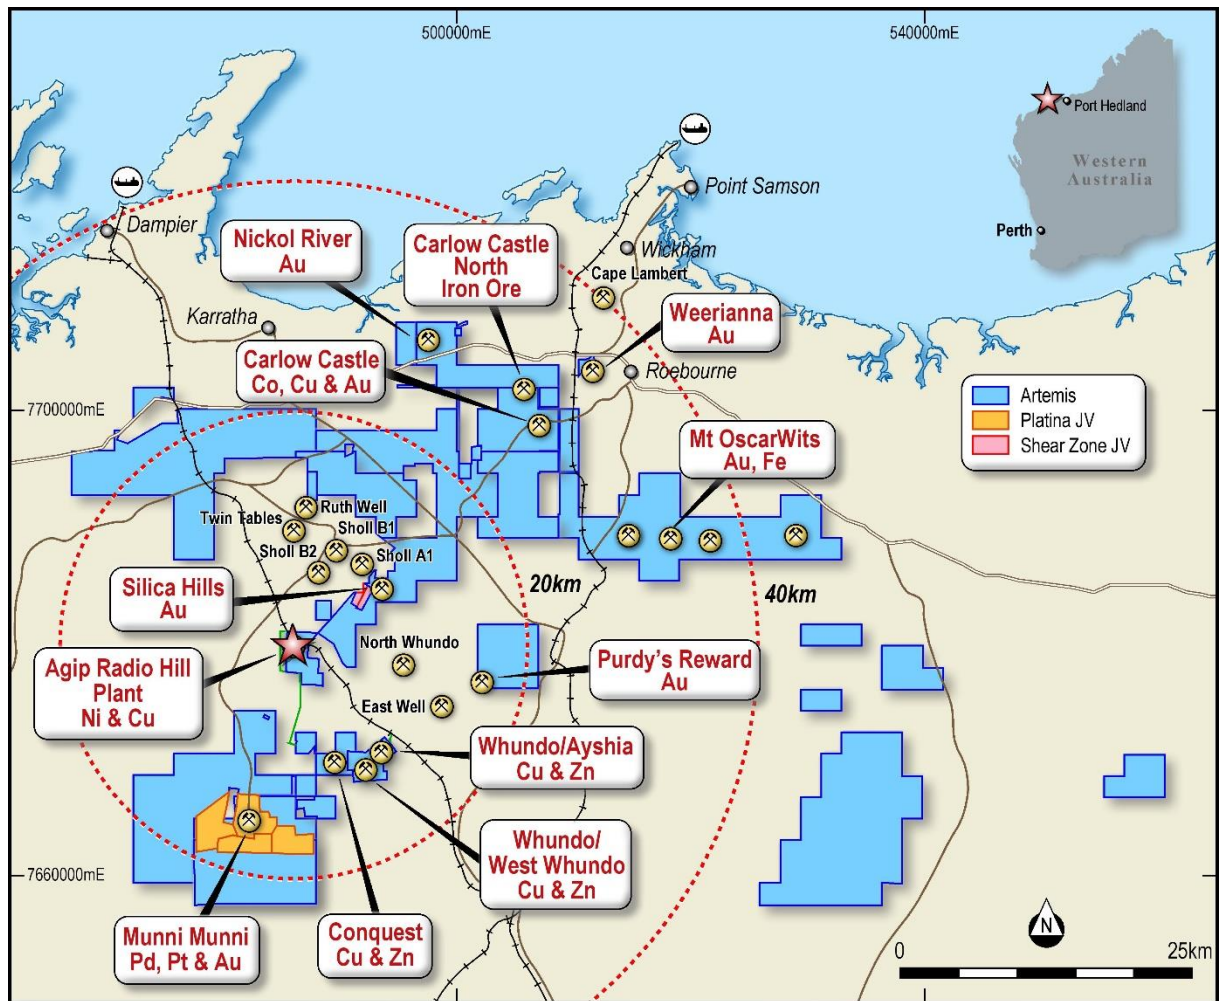 500000mE
540000mE
Port Hedland
Western
Australia
Perth
Point Samson
Dampier
Nickol River
Au
Carlow Castle
North
Iron Ore
Wickham
Cape Lambert
Weerianna
Au
Karratha
Carlow Castle
Co, Cu & Au
Roebourne
7700000mE
Artemis
Platina JV
Shear Zone JV
Mt OscarWits
Au, Fe
Ruth Well
Twin Tables
Sholl B1
Sholl B2
Sholl A1
Silica Hills
Au
20km
40km
North Whundo
Agip Radio Hill
Plant
Ni & Cu
Purdy's Reward
Au
East Well
Whundo/Ayshia
Cu & Zn
Whundo/
West Whundo
Cu & Zn
7660000mE
Munni Munni
Pd, Pt & Au
Conquest
Cu & Zn
N
0
25km